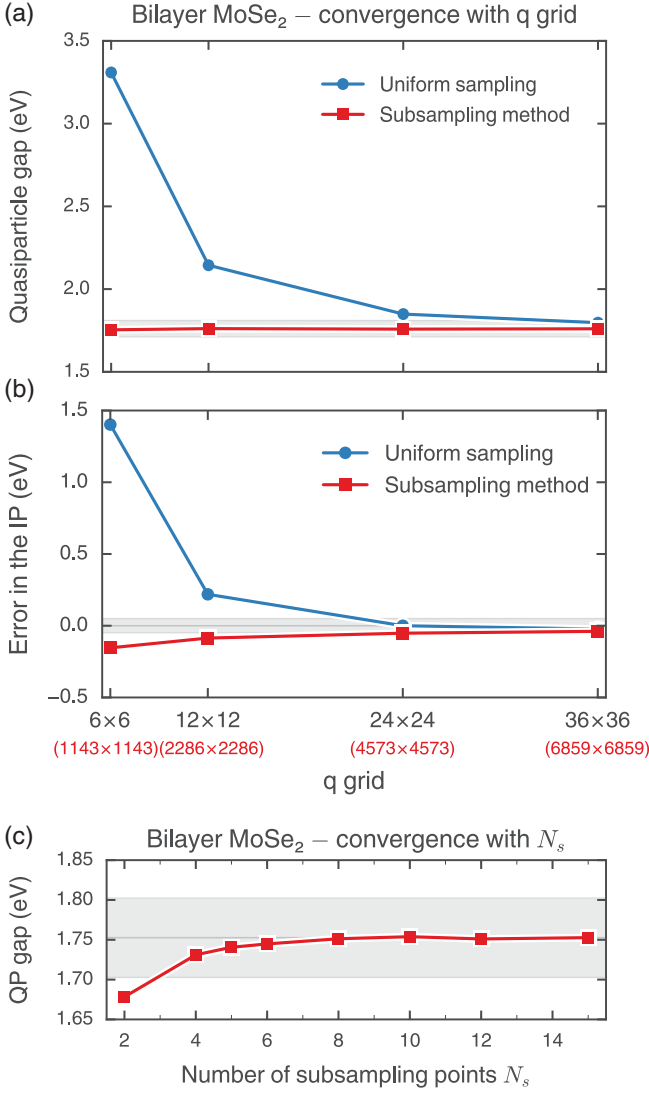 (a)
Bilayer MoSe₂ – convergence with q grid
Quasiparticle gap (eV)
3.5
3.0
2.5
2.0
1.5
Uniform sampling
Subsampling method
(b)
Error in the IP (eV)
1.5
1.0
0.5
0.0
−0.5
Uniform sampling
Subsampling method
6×6 12×12 24×24 36×36
(1143×1143)(2286×2286) (4573×4573) (6859×6859)
q grid
(c)
Bilayer MoSe₂ – convergence with Nₛ
QP gap (eV)
1.85
1.80
1.75
1.70
1.65
2 4 6 8 10 12 14
Number of subsampling points Nₛ